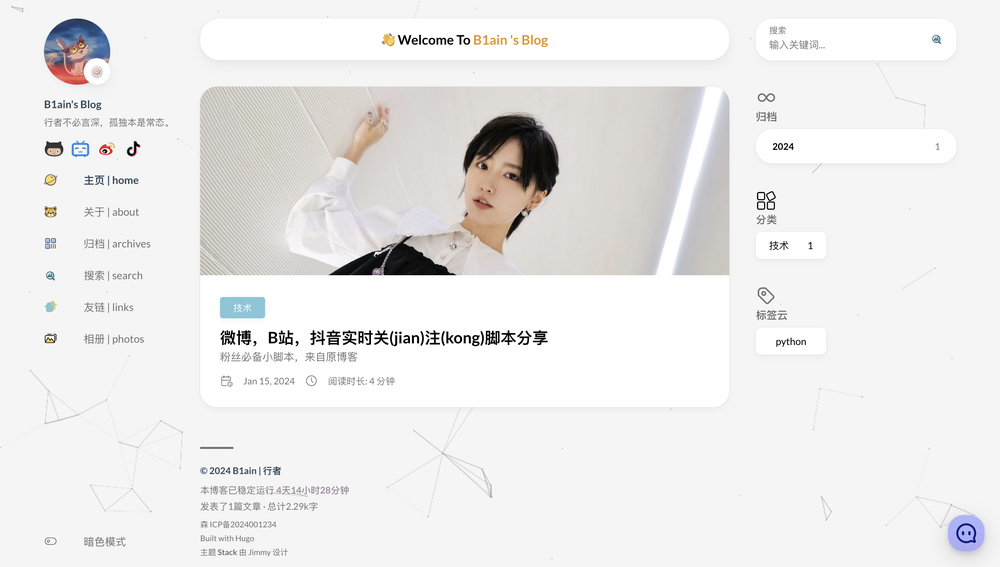 B1ain's Blog
行者不必言深，孤独本是常态。
主页 | home
关于 | about
归档 | archives
搜索 | search
友链 | links
相册 | photos
暗色模式
👋 Welcome To B1ain 's Blog
技术
微博，B站，抖音实时关(jian)注(kong)脚本分享
粉丝必备小脚本，来自原博客
Jan 15, 2024 阅读时长: 4 分钟
© 2024 B1ain | 行者
本博客已稳定运行 4天14小时28分钟
发表了1篇文章 · 总计2.29k字
森 ICP备2024001234
Built with Hugo
主题 Stack 由 Jimmy 设计
搜索
输入关键词...
归档
2024 1
分类
技术 1
标签云
python